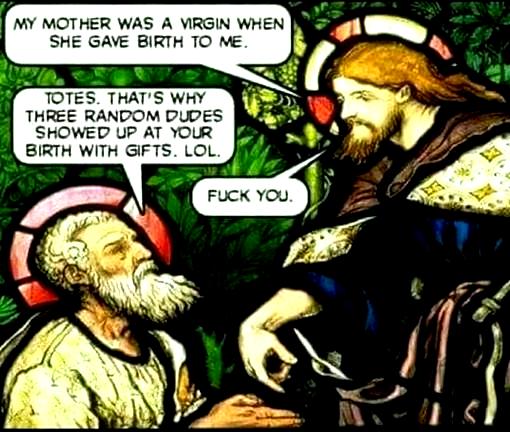 MY MOTHER WAS A VIRGIN WHEN
SHE GAVE BIRTH TO ME.
TOTES. THAT'S WHY
THREE RANDOM DUDES
SHOWED UP AT YOUR
BIRTH WITH GIFTS. LOL.
FUCK YOU.